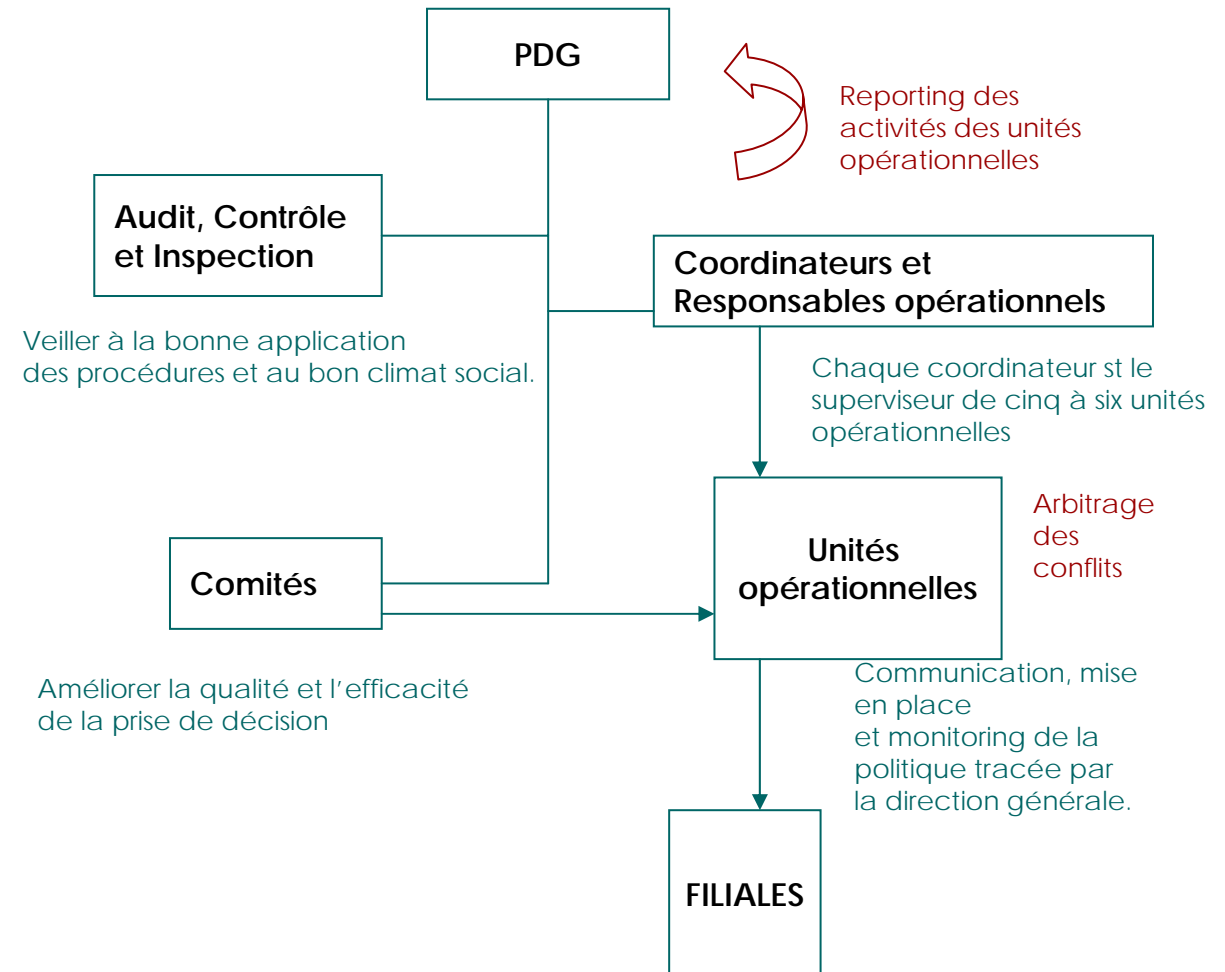 PDG
Reporting des
activités des unités
opérationnelles
Audit, Contrôle
et Inspection
Coordinateurs et
Responsables opérationnels
Veiller à la bonne application
des procédures et au bon climat social.
Chaque coordinateur st le
superviseur de cinq à six unités
opérationnelles
Arbitrage
des
conflits
Unités
opérationnelles
Comités
Améliorer la qualité et l’efficacité
de la prise de décision
Communication, mise
en place
et monitoring de la
politique tracée par
la direction générale.
FILIALES